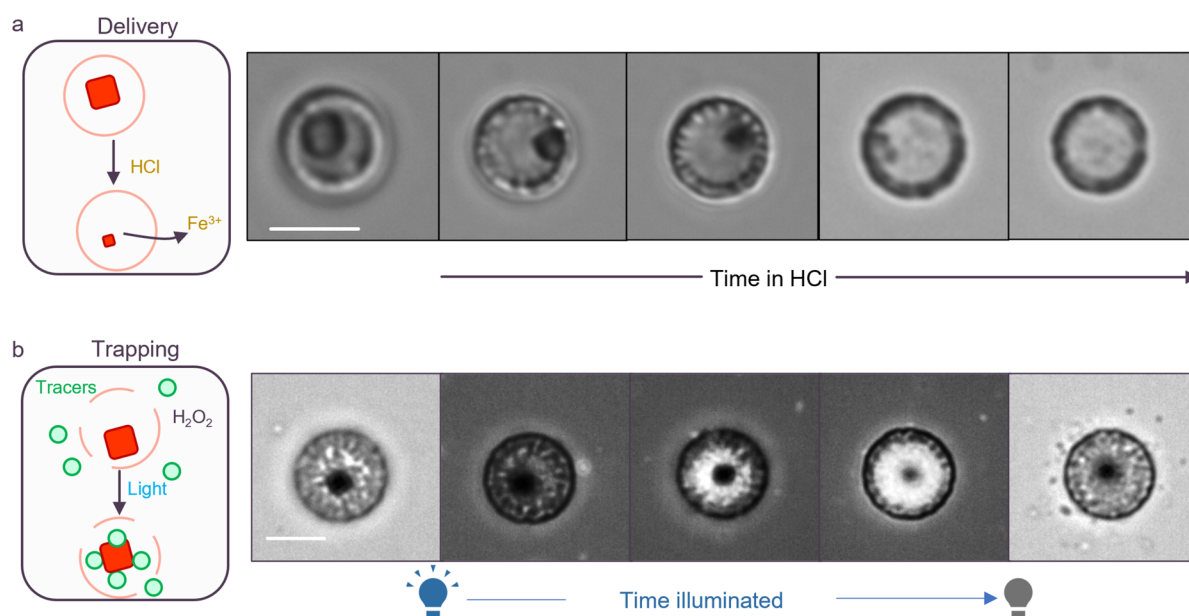 a
Delivery
HCl
Fe³⁺
Time in HCl
b
Trapping
Tracers
H₂O₂
Light
Time illuminated